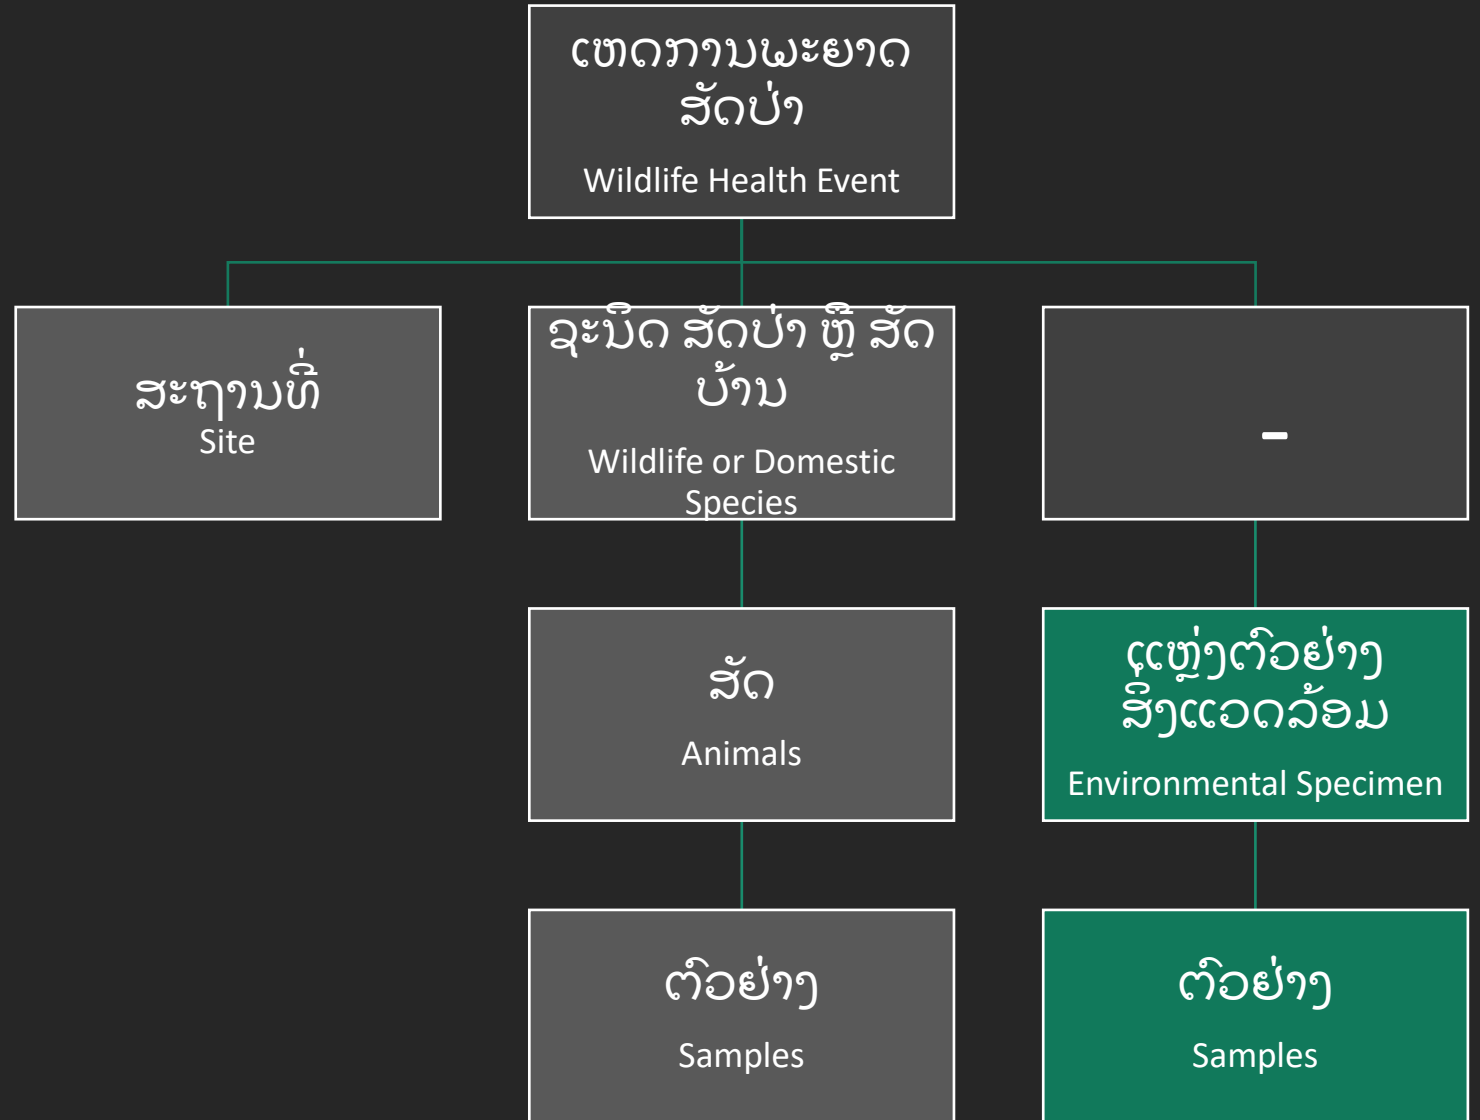 ເຫດການພະຍາດ
ສັດປ່າ
Wildlife Health Event
ສະຖານທີ່
Site
ຊະນິດ ສັດປ່າ ຫຼື ສັດ
ບ້ານ
Wildlife or Domestic
Species
-
ສັດ
Animals
ແຫຼ່ງຕົວຢ່າງ
ສິ່ງແວດລ້ອມ
Environmental Specimen
ຕົວຢ່າງ
Samples
ຕົວຢ່າງ
Samples